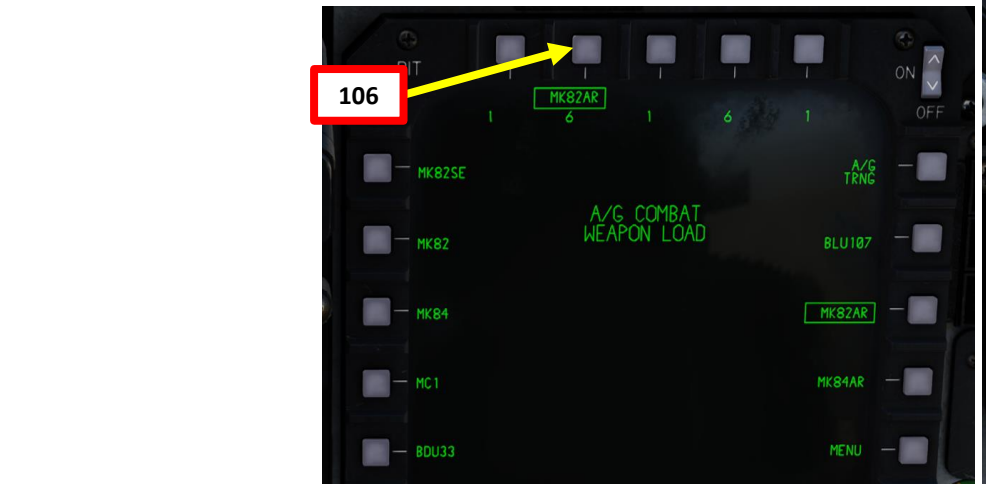 106
BIT
ON
OFF
MK82AR
1 6 1 6 1
MK82SE
A/G
TRNG
A/G COMBAT
WEAPON LOAD
MK82
BLU107
MK84
MK82AR
MC1
MK84AR
BDU33
MENU